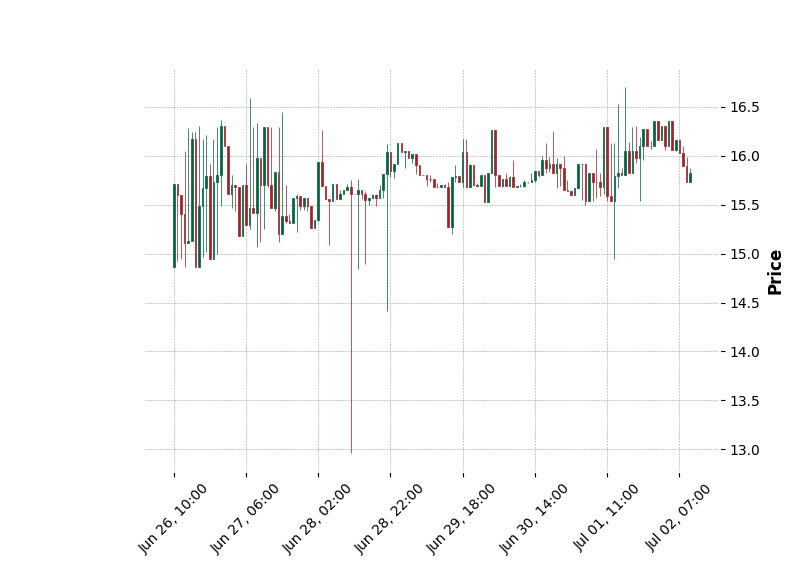 16.5
16.0
15.5
15.0
14.5
14.0
13.5
13.0
Price
Jun 26, 10:00
Jun 27, 06:00
Jun 28, 02:00
Jun 28, 22:00
Jun 29, 18:00
Jun 30, 14:00
Jul 01, 11:00
Jul 02, 07:00